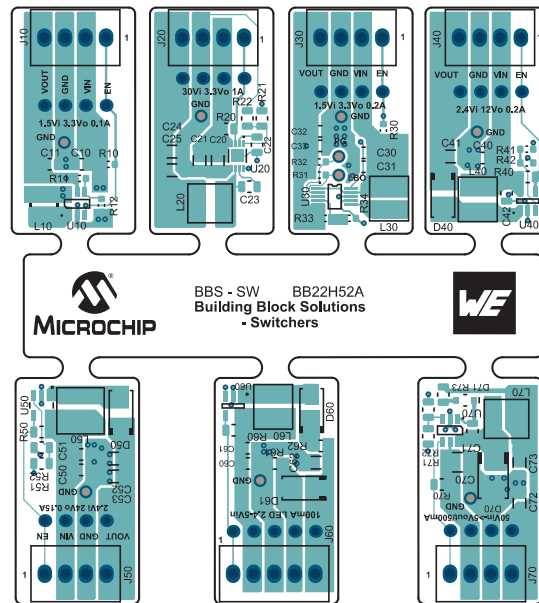 J10
1
VOUT
GND
VIN
EN
1.5Vi 3.3Vo 0.1A
GND
C11
C10
R10
R11
R12
L10
U10
J20
1
30Vi 3.3Vo 1A
GND
R22
R21
R20
C24
C25
C21
C20
C22
U20
L20
C23
J30
1
VOUT
GND
VIN
EN
1.5Vi 3.3Vo 0.2A
GND
R30
C32
C33
R32
R31
C30
C31
U30
R34
R33
L30
J40
1
VOUT
GND
VIN
EN
2.4Vi 12Vo 0.2A
GND
C41
C40
R41
R42
L40
R40
D40
C42
U40
MICROCHIP
BBS - SW BB22H52A
Building Block Solutions
- Switchers
WE
U50
R50
L50
D50
C51
C50
R52
R51
C52
C53
GND
2.4Vi 24Vo 0.15A
EN
VIN
GND
VOUT
1
J50
U60
D60
L60
R60
R62
C61
C60
R61
GND
D61
100mA LED 2.4-5Vin
1
J60
D71
R73
L70
U70
R72
R71
C71
C73
R70
C70
C72
D70
GND
50Vin->5Vout/500mA
1
J70